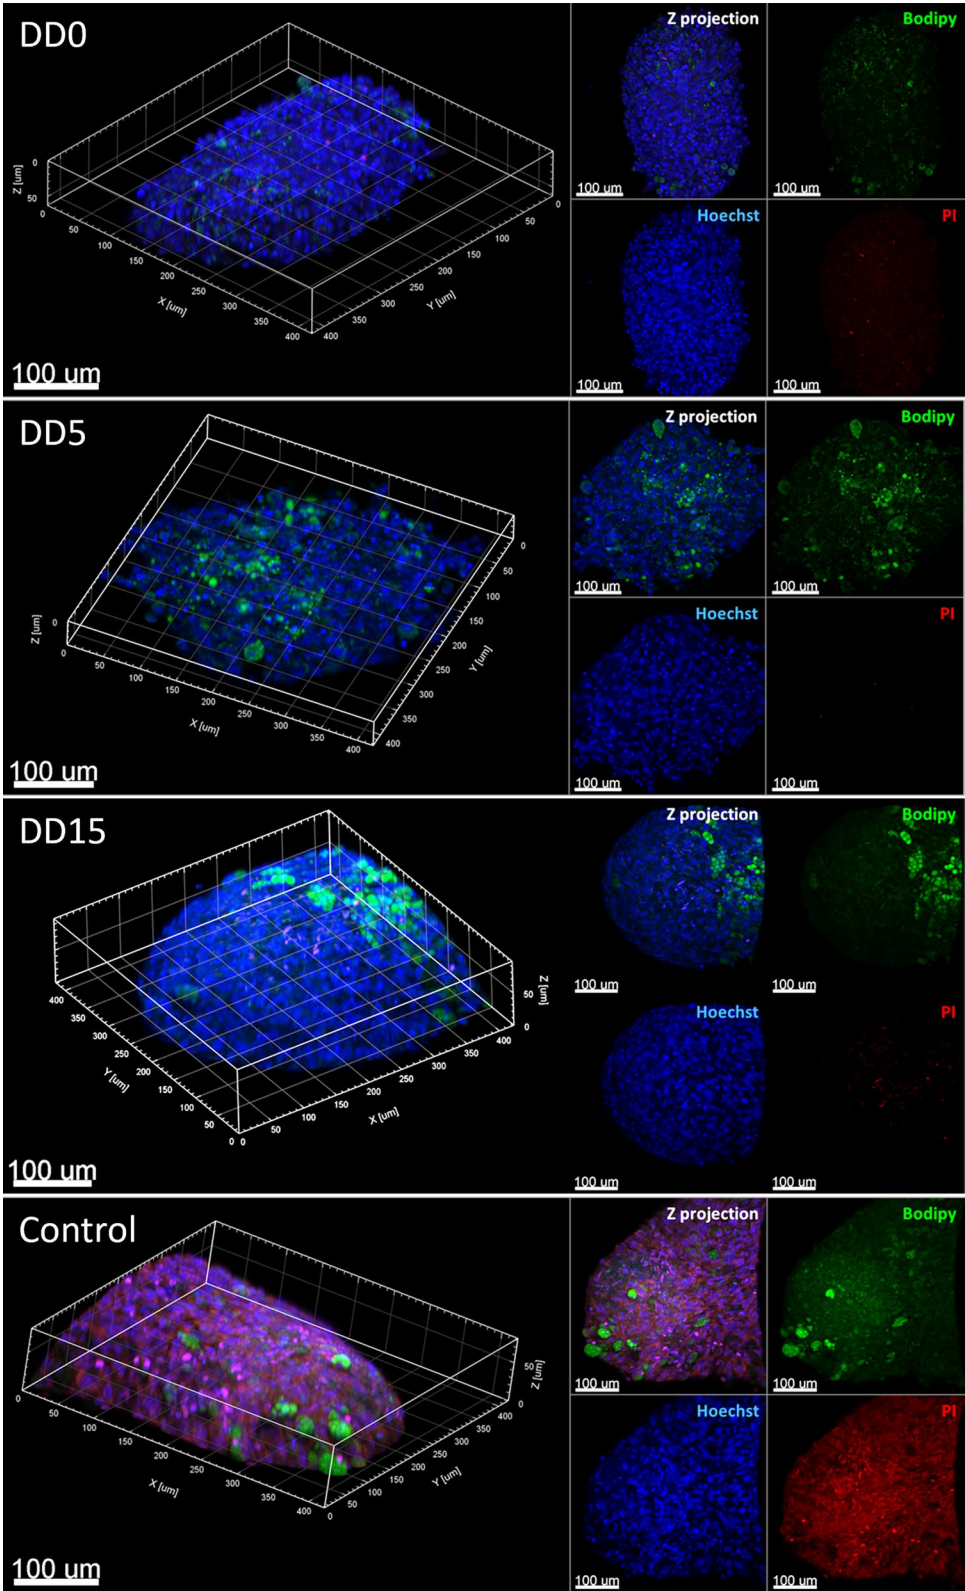 DD0
Z projection
Bodipy
100 um
100 um
Hoechst
PI
100 um
100 um
Z [um]
0
50
0
50
100
150
200
250
300
350
400
X [um]
0
50
100
150
200
250
300
350
400
Y [um]
100 um
DD5
Z projection
Bodipy
100 um
100 um
Hoechst
PI
100 um
100 um
Z [um]
0
0
50
100
150
200
250
300
350
400
X [um]
0
50
100
150
200
250
300
350
400
Y [um]
100 um
DD15
Z projection
Bodipy
100 um
100 um
Hoechst
PI
100 um
100 um
400
350
300
250
200
150
100
50
0
Y [um]
0
50
100
150
200
250
300
350
400
X [um]
Z [um]
50
0
100 um
Control
Z projection
Bodipy
100 um
100 um
Hoechst
PI
100 um
100 um
0
50
100
150
200
250
300
350
400
X [um]
0
50
100
150
200
250
300
350
400
Y [um]
Z [um]
50
0
100 um